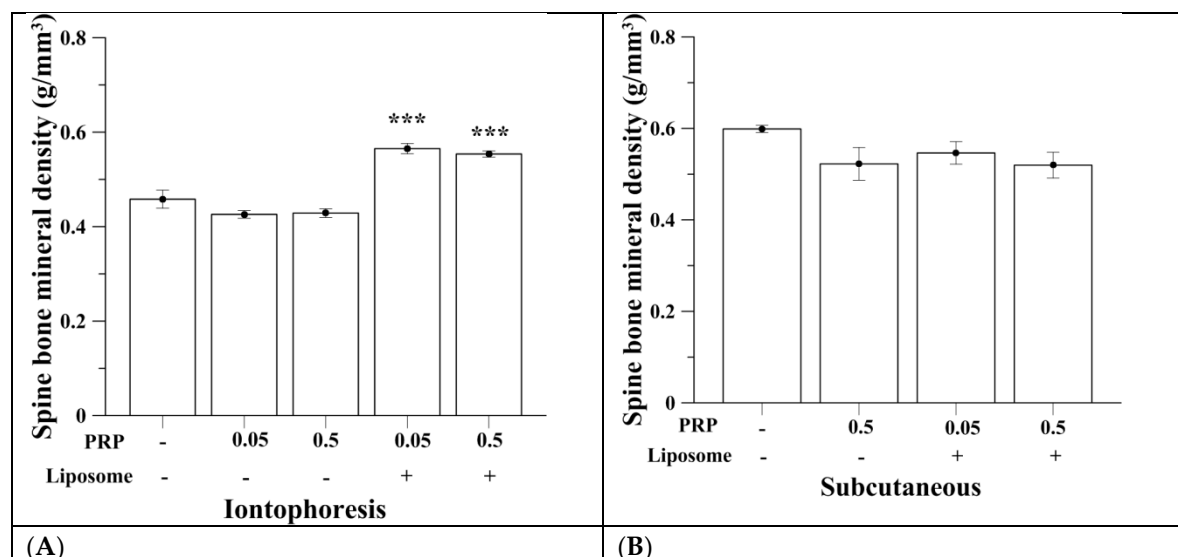 Spine bone mineral density (g/mm³)
0.8
0.6
0.4
0.2
0
*** ***
PRP - 0.05 0.5 0.05 0.5
Liposome - - - + +
Iontophoresis
(A)
Spine bone mineral density (g/mm³)
0.8
0.6
0.4
0.2
0
PRP - 0.5 0.05 0.5
Liposome - - + +
Subcutaneous
(B)